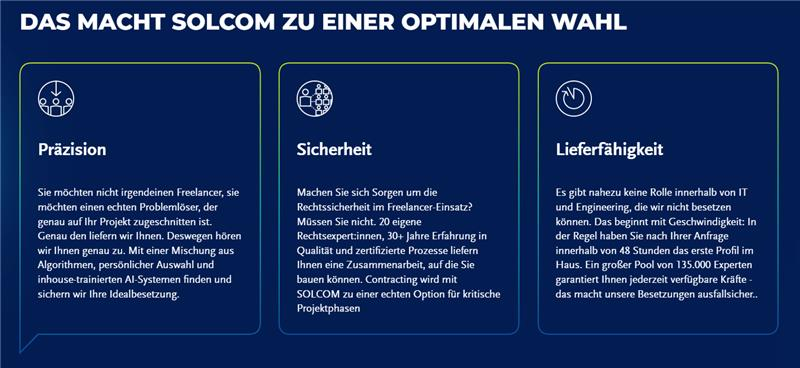 DAS MACHT SOLCOM ZU EINER OPTIMALEN WAHL
Präzision
Sie möchten nicht irgendeinen Freelancer, sie
möchten einen echten Problemlöser, der
genau auf Ihr Projekt zugeschnitten ist.
Genau den liefern wir Ihnen. Deswegen hören
wir Ihnen genau zu. Mit einer Mischung aus
Algorithmen, persönlicher Auswahl und
inhouse-trainierten AI-Systemen finden und
sichern wir Ihre Idealbesetzung.
Sicherheit
Machen Sie sich Sorgen um die
Rechtssicherheit im Freelancer-Einsatz?
Müssen Sie nicht. 20 eigene
Rechtsexpert:innen, 30+ Jahre Erfahrung in
Qualität und zertifizierte Prozesse liefern
Ihnen eine Zusammenarbeit, auf die Sie
bauen können. Contracting wird mit
SOLCOM zu einer echten Option für kritische
Projektphasen
Lieferfähigkeit
Es gibt nahezu keine Rolle innerhalb von IT
und Engineering, die wir nicht besetzen
können. Das beginnt mit Geschwindigkeit: In
der Regel haben Sie nach Ihrer Anfrage
innerhalb von 48 Stunden das erste Profil im
Haus. Ein großer Pool von 135.000 Experten
garantiert Ihnen jederzeit verfügbare Kräfte -
das macht unsere Besetzungen ausfallsicher..